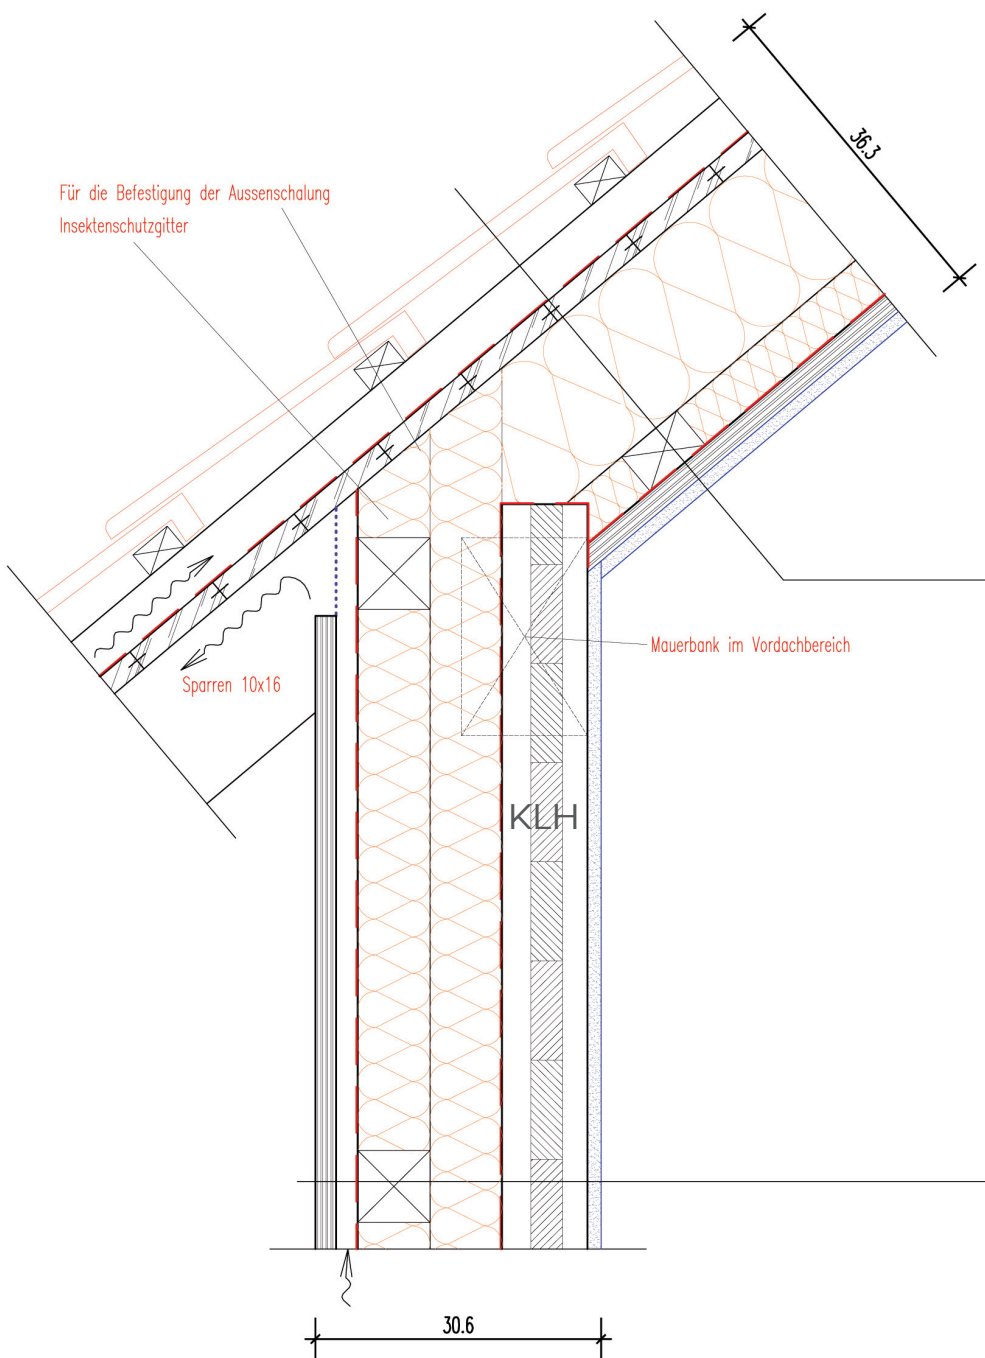 36.3
Für die Befestigung der Aussenschalung
Insektenschutzgitter
Mauerbank im Vordachbereich
Sparren 10x16
KLH
30.6